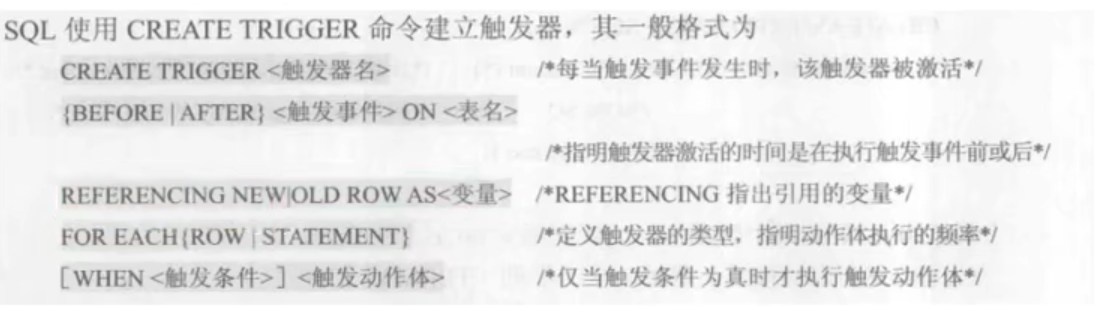 SQL 使用 CREATE TRIGGER 命令建立触发器，其一般格式为
CREATE TRIGGER <触发器名> /*每当触发事件发生时，该触发器被激活*/
{BEFORE | AFTER} <触发事件> ON <表名>
/*指明触发器激活的时间是在执行触发事件前或后*/
REFERENCING NEW|OLD ROW AS<变量> /*REFERENCING 指出引用的变量*/
FOR EACH{ROW | STATEMENT} /*定义触发器的类型，指明动作体执行的频率*/
[WHEN <触发条件>] <触发动作体> /*仅当触发条件为真时才执行触发动作体*/